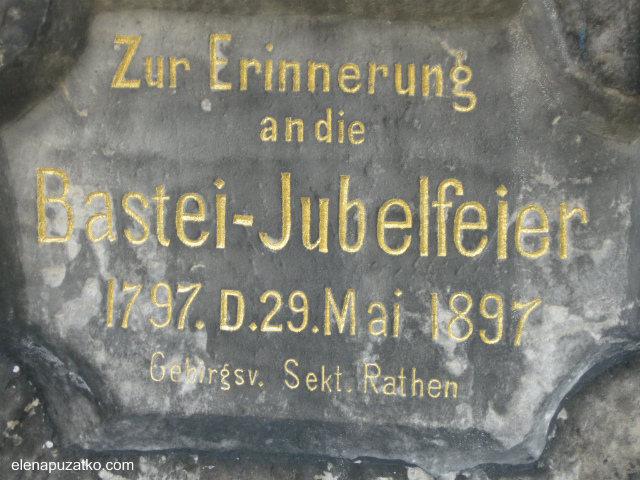 Zur Erinnerung
an die
Bastei-Jubelfeier
1797. D. 29. Mai 1897
Gebirgsv. Sekt. Rathen
elenapuzatko.com